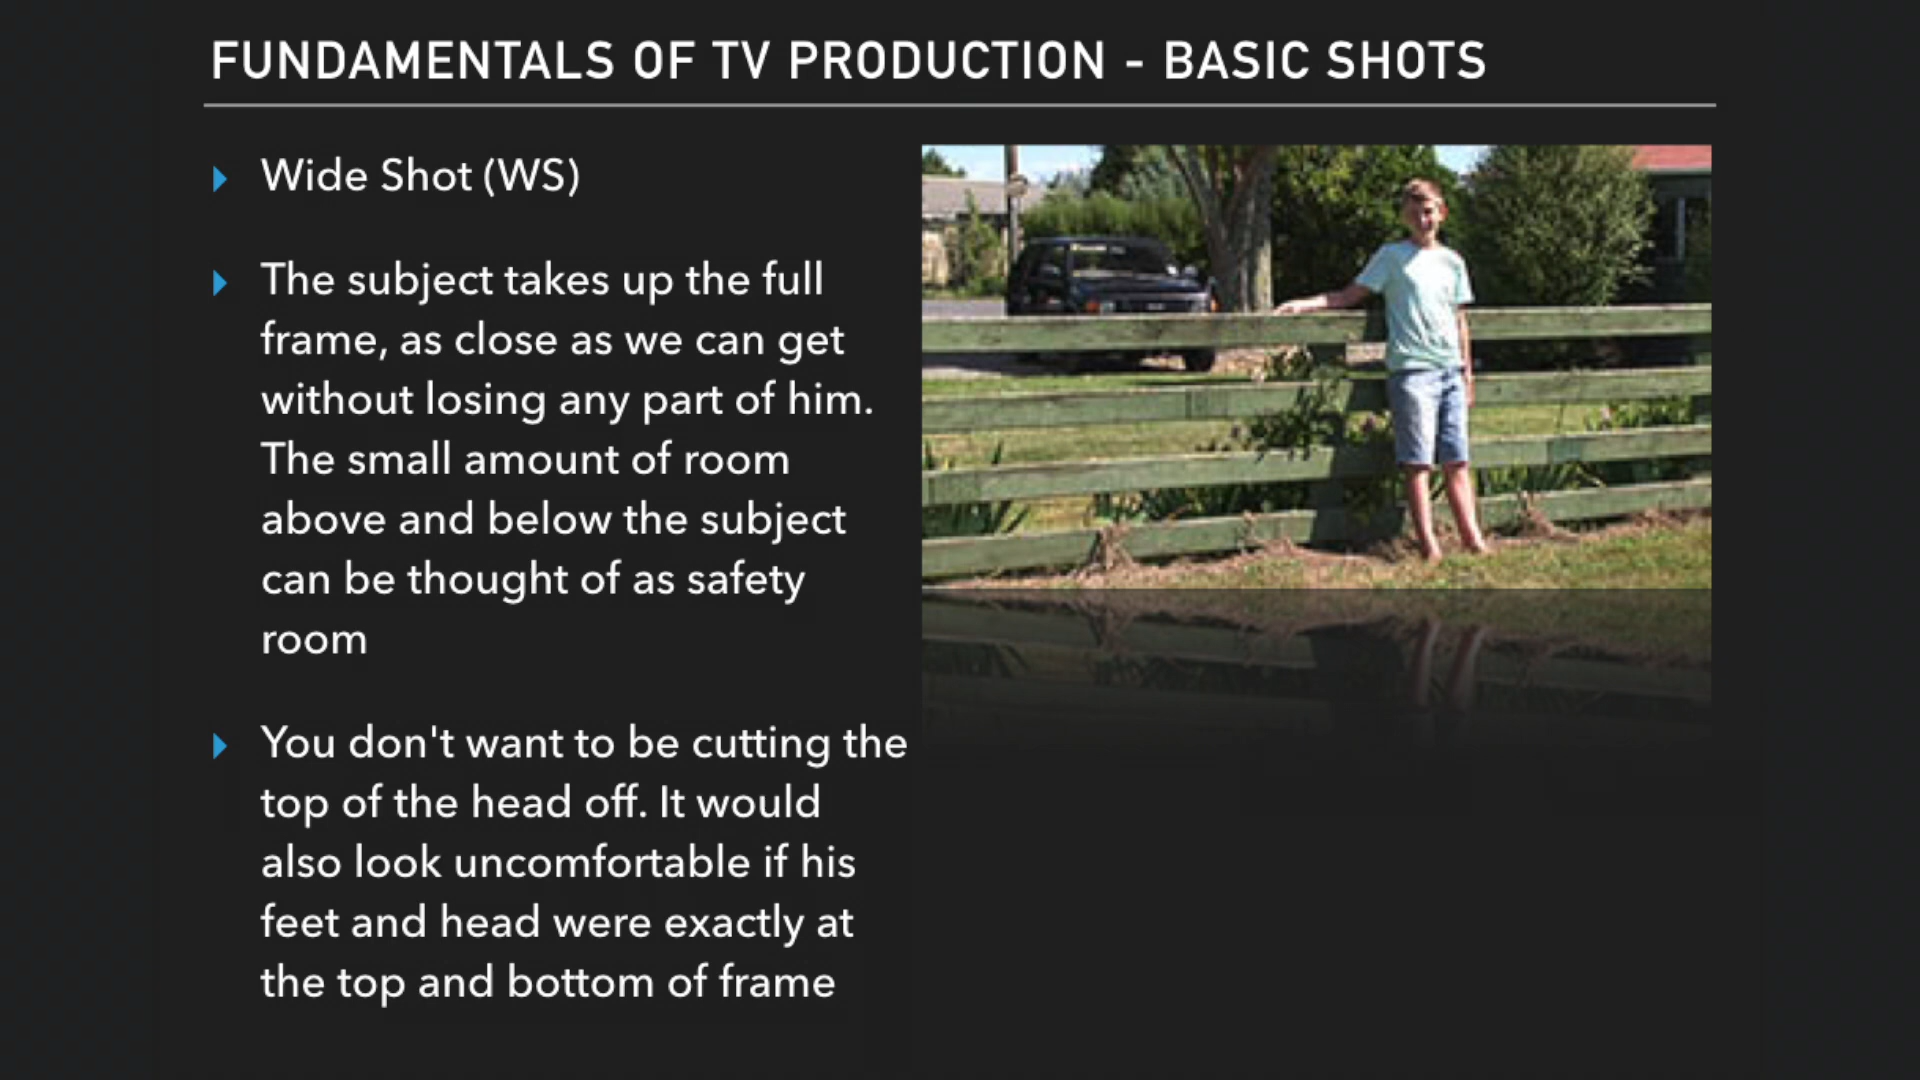 FUNDAMENTALS OF TV PRODUCTION - BASIC SHOTS
Wide Shot (WS)
The subject takes up the full
frame, as close as we can get
without losing any part of him.
The small amount of room
above and below the subject
can be thought of as safety
room
You don't want to be cutting the
top of the head off. It would
also look uncomfortable if his
feet and head were exactly at
the top and bottom of frame